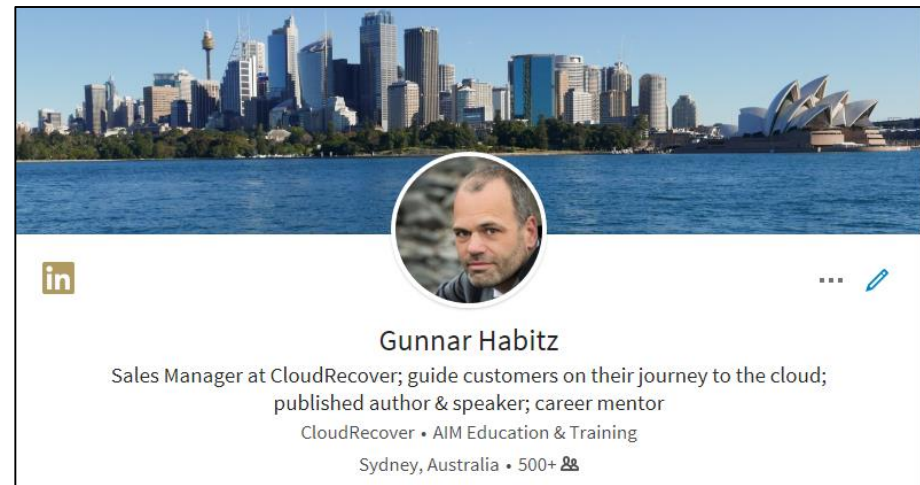 in
Gunnar Habitz
Sales Manager at CloudRecover; guide customers on their journey to the cloud;
published author & speaker; career mentor
CloudRecover • AIM Education & Training
Sydney, Australia • 500+